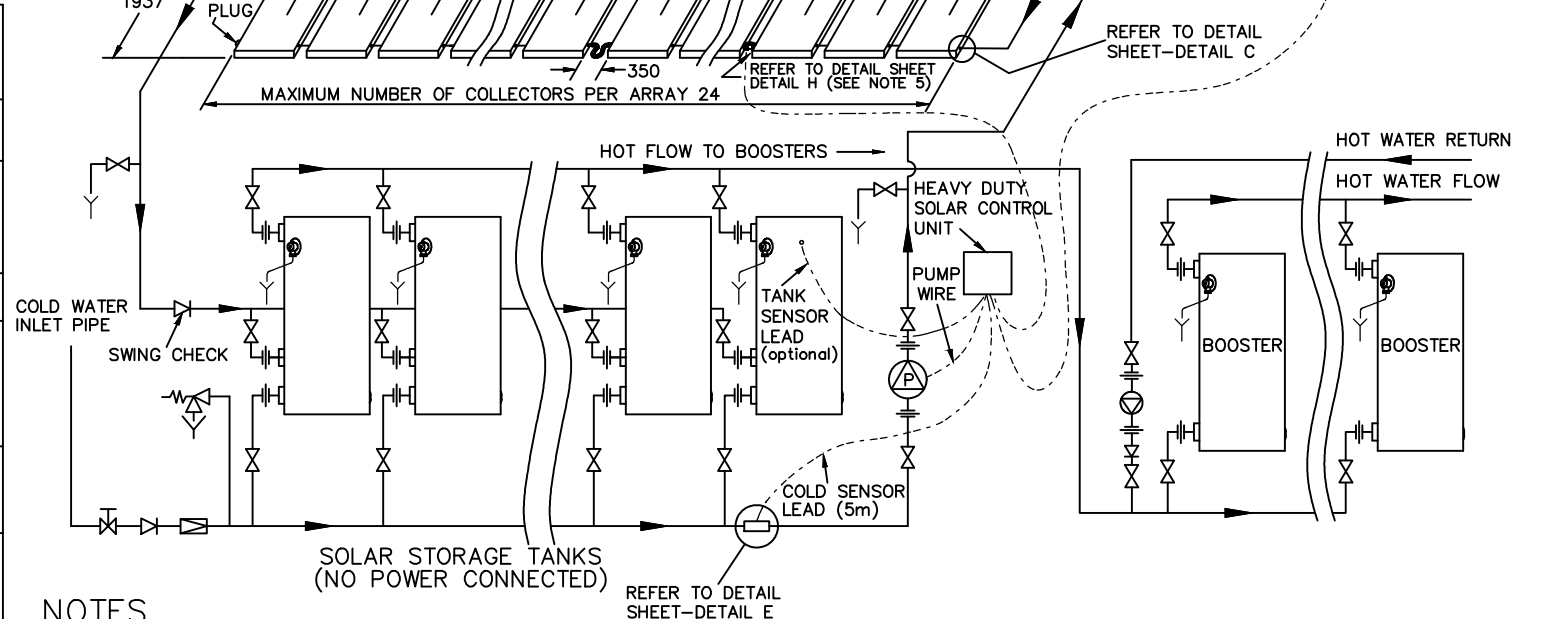 1937
PLUG
REFER TO DETAIL
SHEET-DETAIL C
350
REFER TO DETAIL SHEET
DETAIL H (SEE NOTE 5)
MAXIMUM NUMBER OF COLLECTORS PER ARRAY 24
HOT FLOW TO BOOSTERS
HOT WATER RETURN
HOT WATER FLOW
HEAVY DUTY
SOLAR CONTROL
UNIT
PUMP
WIRE
TANK
SENSOR
LEAD
(optional)
COLD WATER
INLET PIPE
SWING CHECK
P
BOOSTER
BOOSTER
COLD SENSOR
LEAD (5m)
SOLAR STORAGE TANKS
(NO POWER CONNECTED)
REFER TO DETAIL
SHEET-DETAIL E
NOTES